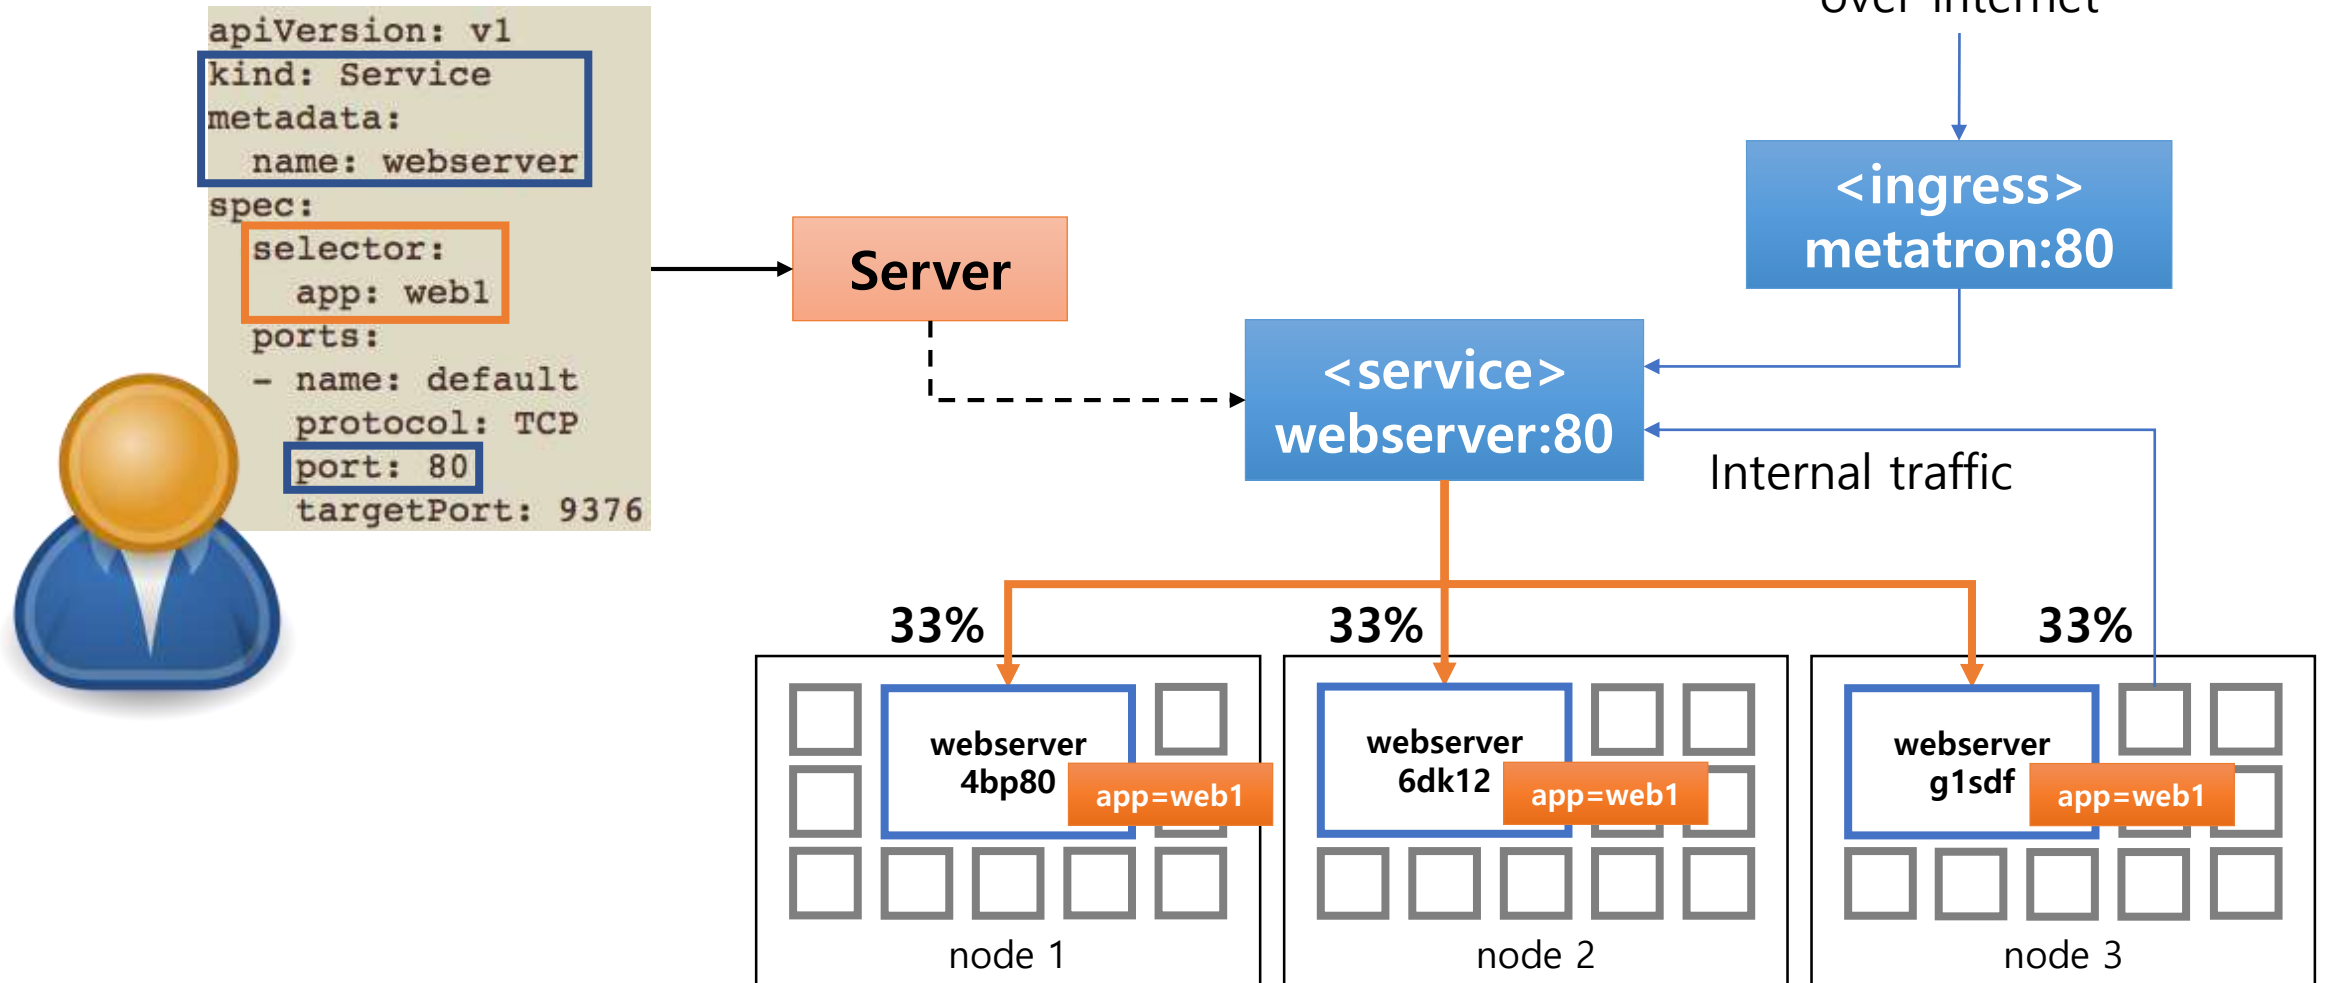 apiVersion: v1
kind: Service
metadata:
  name: webserver
spec:
  selector:
    app: web1
  ports:
  - name: default
    protocol: TCP
    port: 80
    targetPort: 9376
Server
over internet
<ingress>
metatron:80
<service>
webserver:80
Internal traffic
33%
33%
33%
webserver
4bp80
app=web1
node 1
webserver
6dk12
app=web1
node 2
webserver
g1sdf
app=web1
node 3